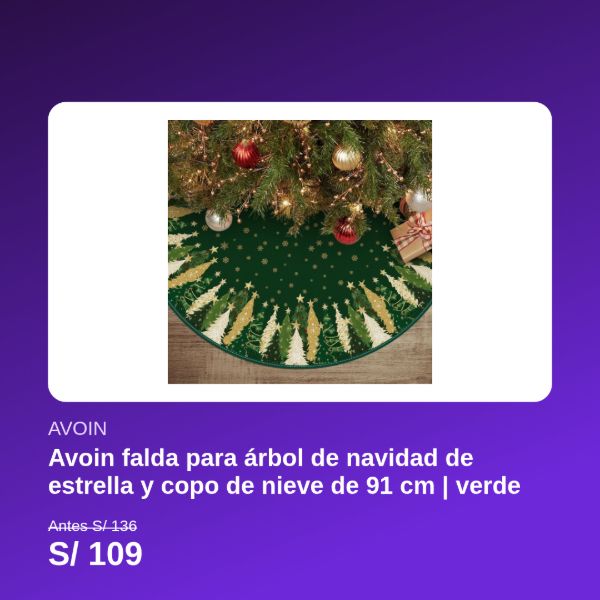 AVOIN
Avoin falda para árbol de navidad de
estrella y copo de nieve de 91 cm | verde
Antes S/ 136
S/ 109